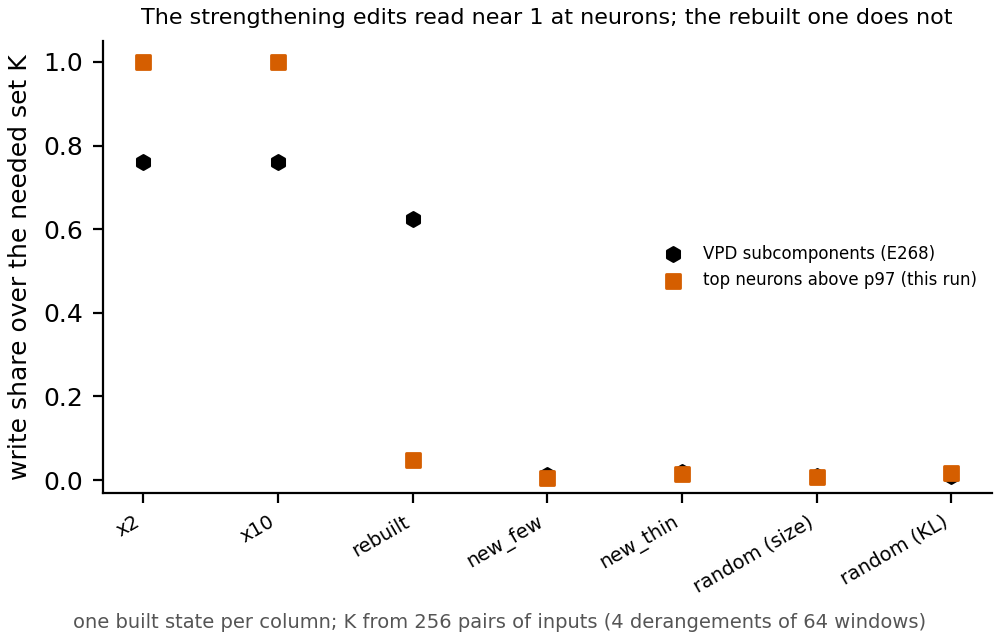 The strengthening edits read near 1 at neurons; the rebuilt one does not
write share over the needed set K
1.0
0.8
0.6
0.4
0.2
0.0
VPD subcomponents (E268)
top neurons above p97 (this run)
x2
x10
rebuilt
new_few
new_thin
random (size)
random (KL)
one built state per column; K from 256 pairs of inputs (4 derangements of 64 windows)